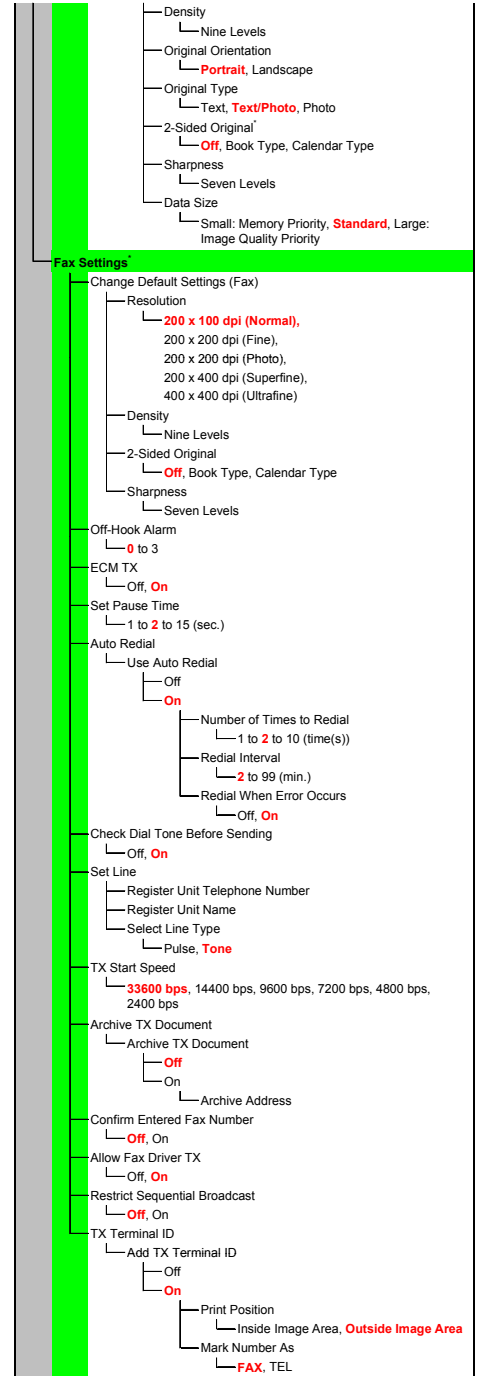 Density
Nine Levels
Original Orientation
Portrait, Landscape
Original Type
Text, Text/Photo, Photo
2-Sided Original*
Off, Book Type, Calendar Type
Sharpness
Seven Levels
Data Size
Small: Memory Priority, Standard, Large:
Image Quality Priority
Fax Settings*
Change Default Settings (Fax)
Resolution
200 x 100 dpi (Normal),
200 x 200 dpi (Fine),
200 x 200 dpi (Photo),
200 x 400 dpi (Superfine),
400 x 400 dpi (Ultrafine)
Density
Nine Levels
2-Sided Original
Off, Book Type, Calendar Type
Sharpness
Seven Levels
Off-Hook Alarm
0 to 3
ECM TX
Off, On
Set Pause Time
1 to 2 to 15 (sec.)
Auto Redial
Use Auto Redial
Off
On
Number of Times to Redial
1 to 2 to 10 (time(s))
Redial Interval
2 to 99 (min.)
Redial When Error Occurs
Off, On
Check Dial Tone Before Sending
Off, On
Set Line
Register Unit Telephone Number
Register Unit Name
Select Line Type
Pulse, Tone
TX Start Speed
33600 bps, 14400 bps, 9600 bps, 7200 bps, 4800 bps,
2400 bps
Archive TX Document
Archive TX Document
Off
On
Archive Address
Confirm Entered Fax Number
Off, On
Allow Fax Driver TX
Off, On
Restrict Sequential Broadcast
Off, On
TX Terminal ID
Add TX Terminal ID
Off
On
Print Position
Inside Image Area, Outside Image Area
Mark Number As
FAX, TEL